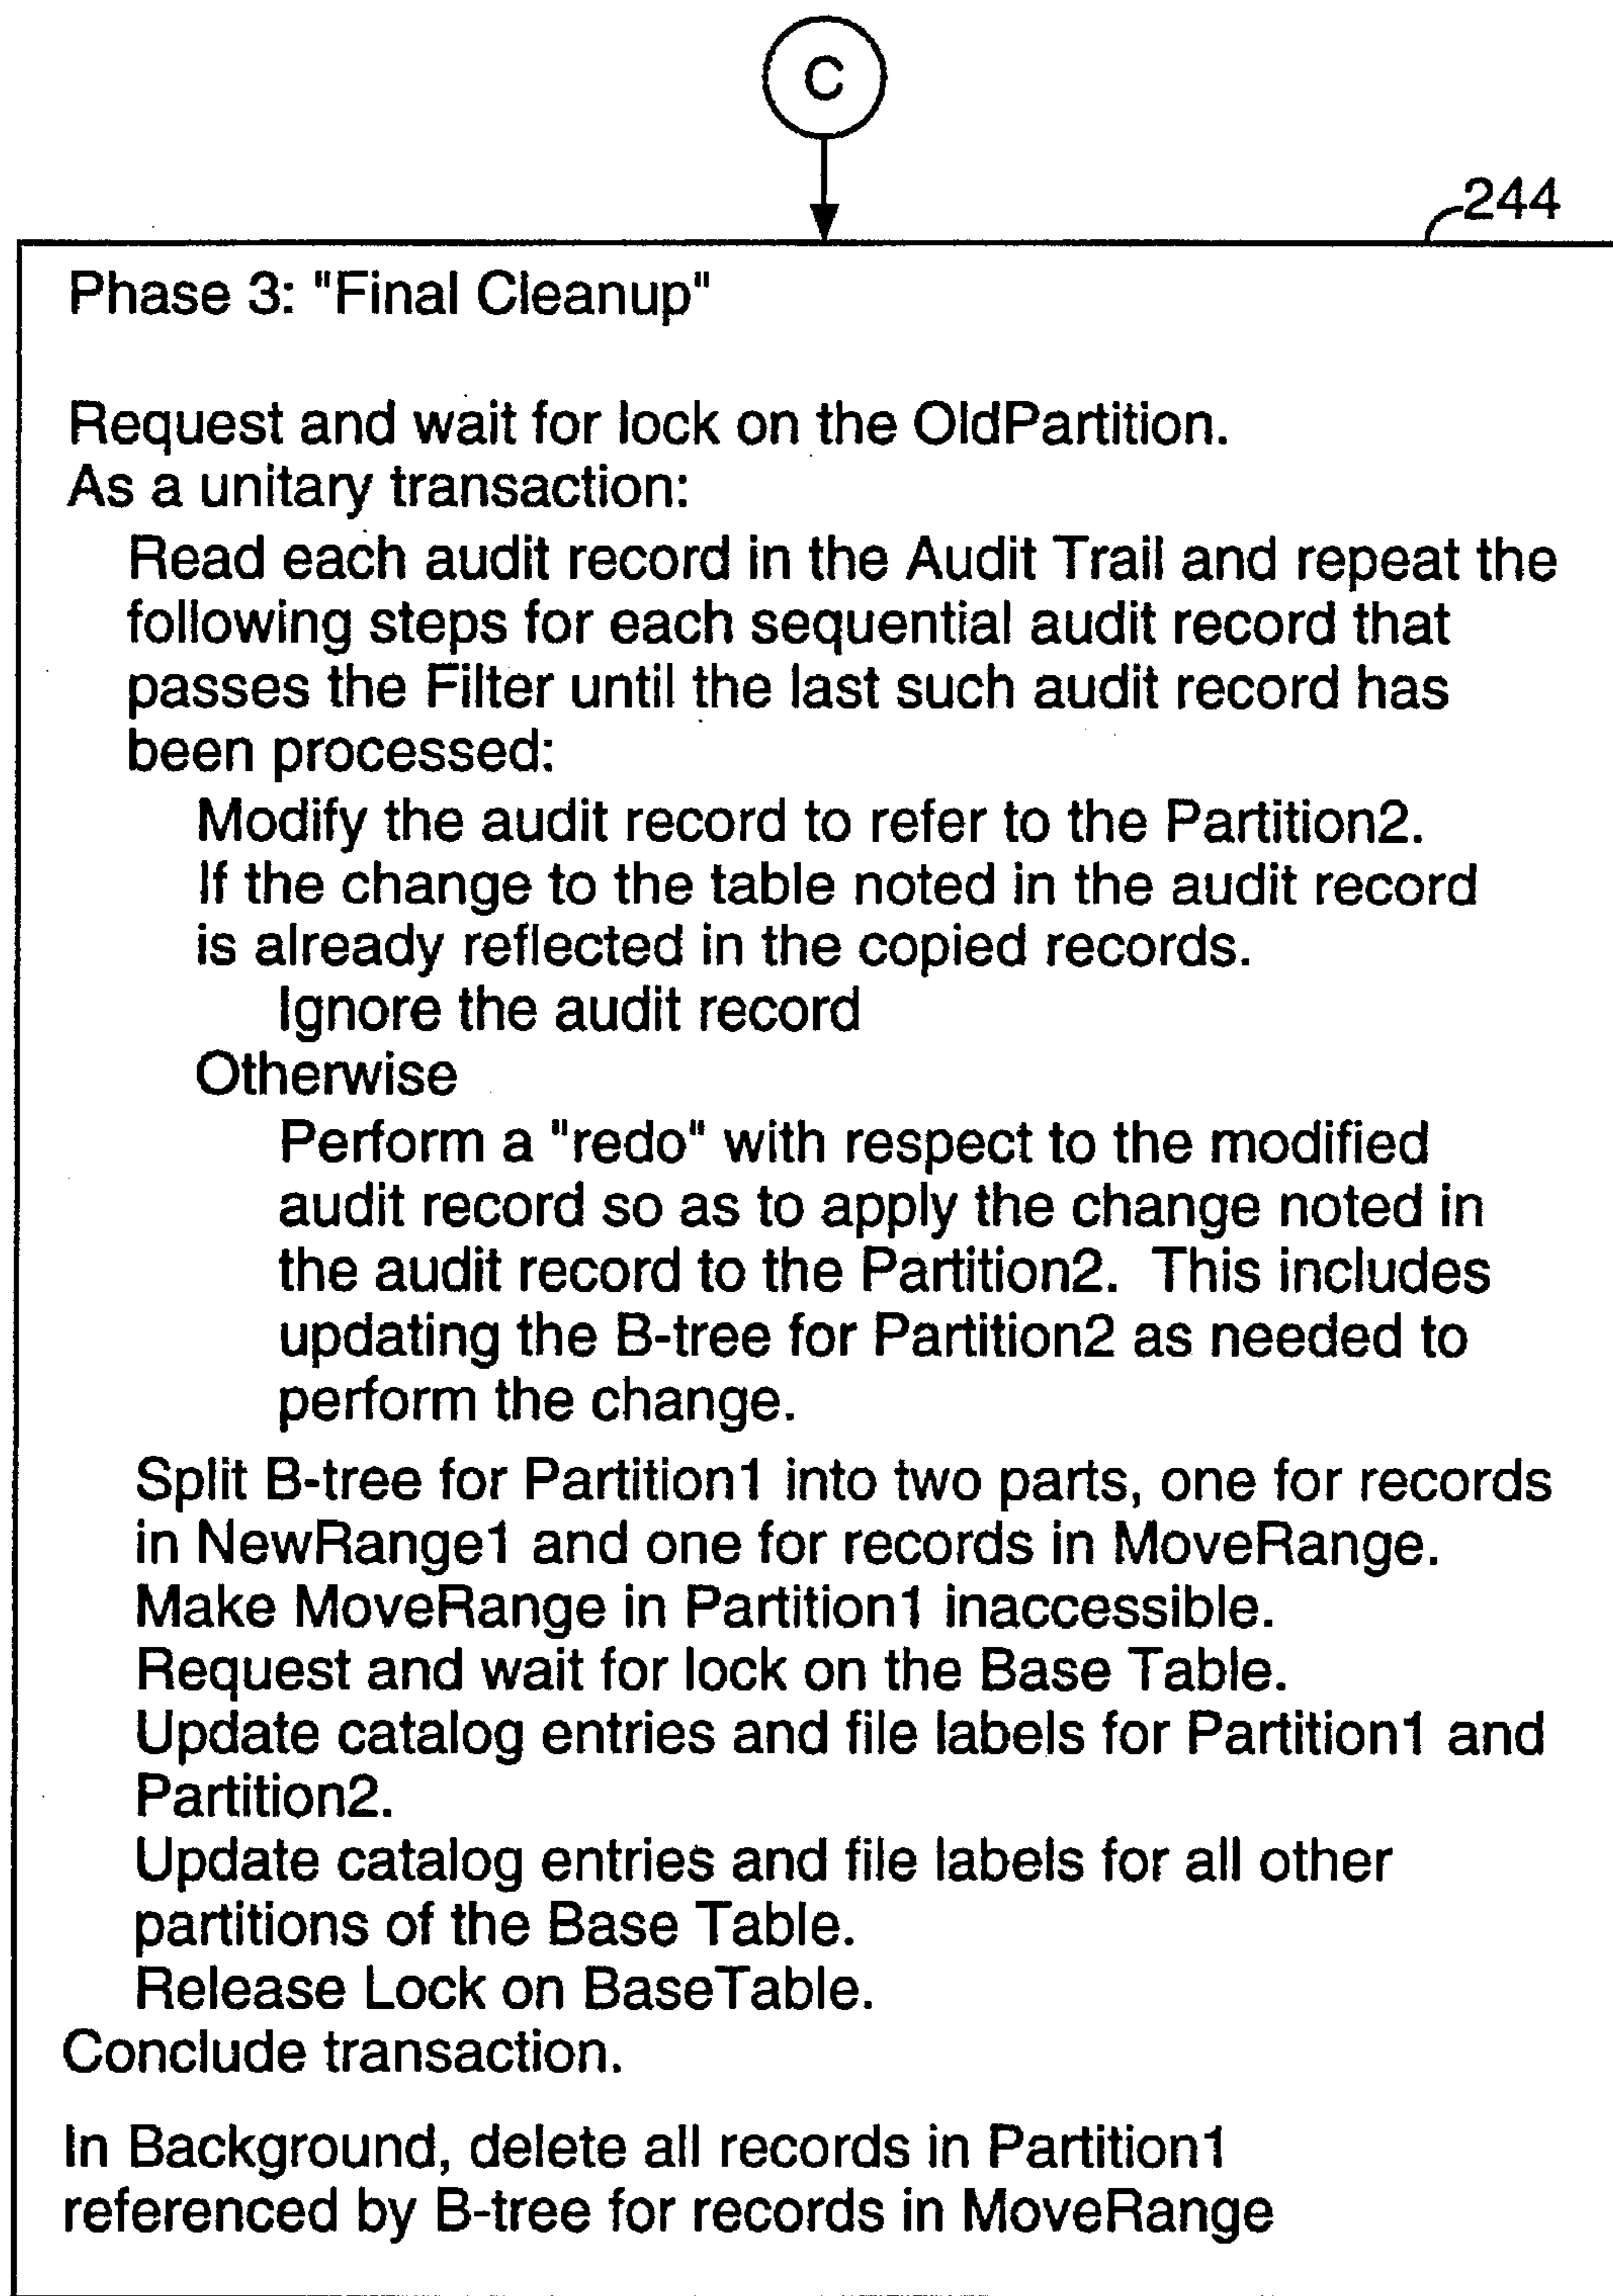 C
244
Phase 3: "Final Cleanup"
Request and wait for lock on the OldPartition.
As a unitary transaction:
Read each audit record in the Audit Trail and repeat the
following steps for each sequential audit record that
passes the Filter until the last such audit record has
been processed:
Modify the audit record to refer to the Partition2.
If the change to the table noted in the audit record
is already reflected in the copied records.
Ignore the audit record
Otherwise
Perform a "redo" with respect to the modified
audit record so as to apply the change noted in
the audit record to the Partition2. This includes
updating the B-tree for Partition2 as needed to
perform the change.
Split B-tree for Partition1 into two parts, one for records
in NewRange1 and one for records in MoveRange.
Make MoveRange in Partition1 inaccessible.
Request and wait for lock on the Base Table.
Update catalog entries and file labels for Partition1 and
Partition2.
Update catalog entries and file labels for all other
partitions of the Base Table.
Release Lock on BaseTable.
Conclude transaction.
In Background, delete all records in Partition1
referenced by B-tree for records in MoveRange